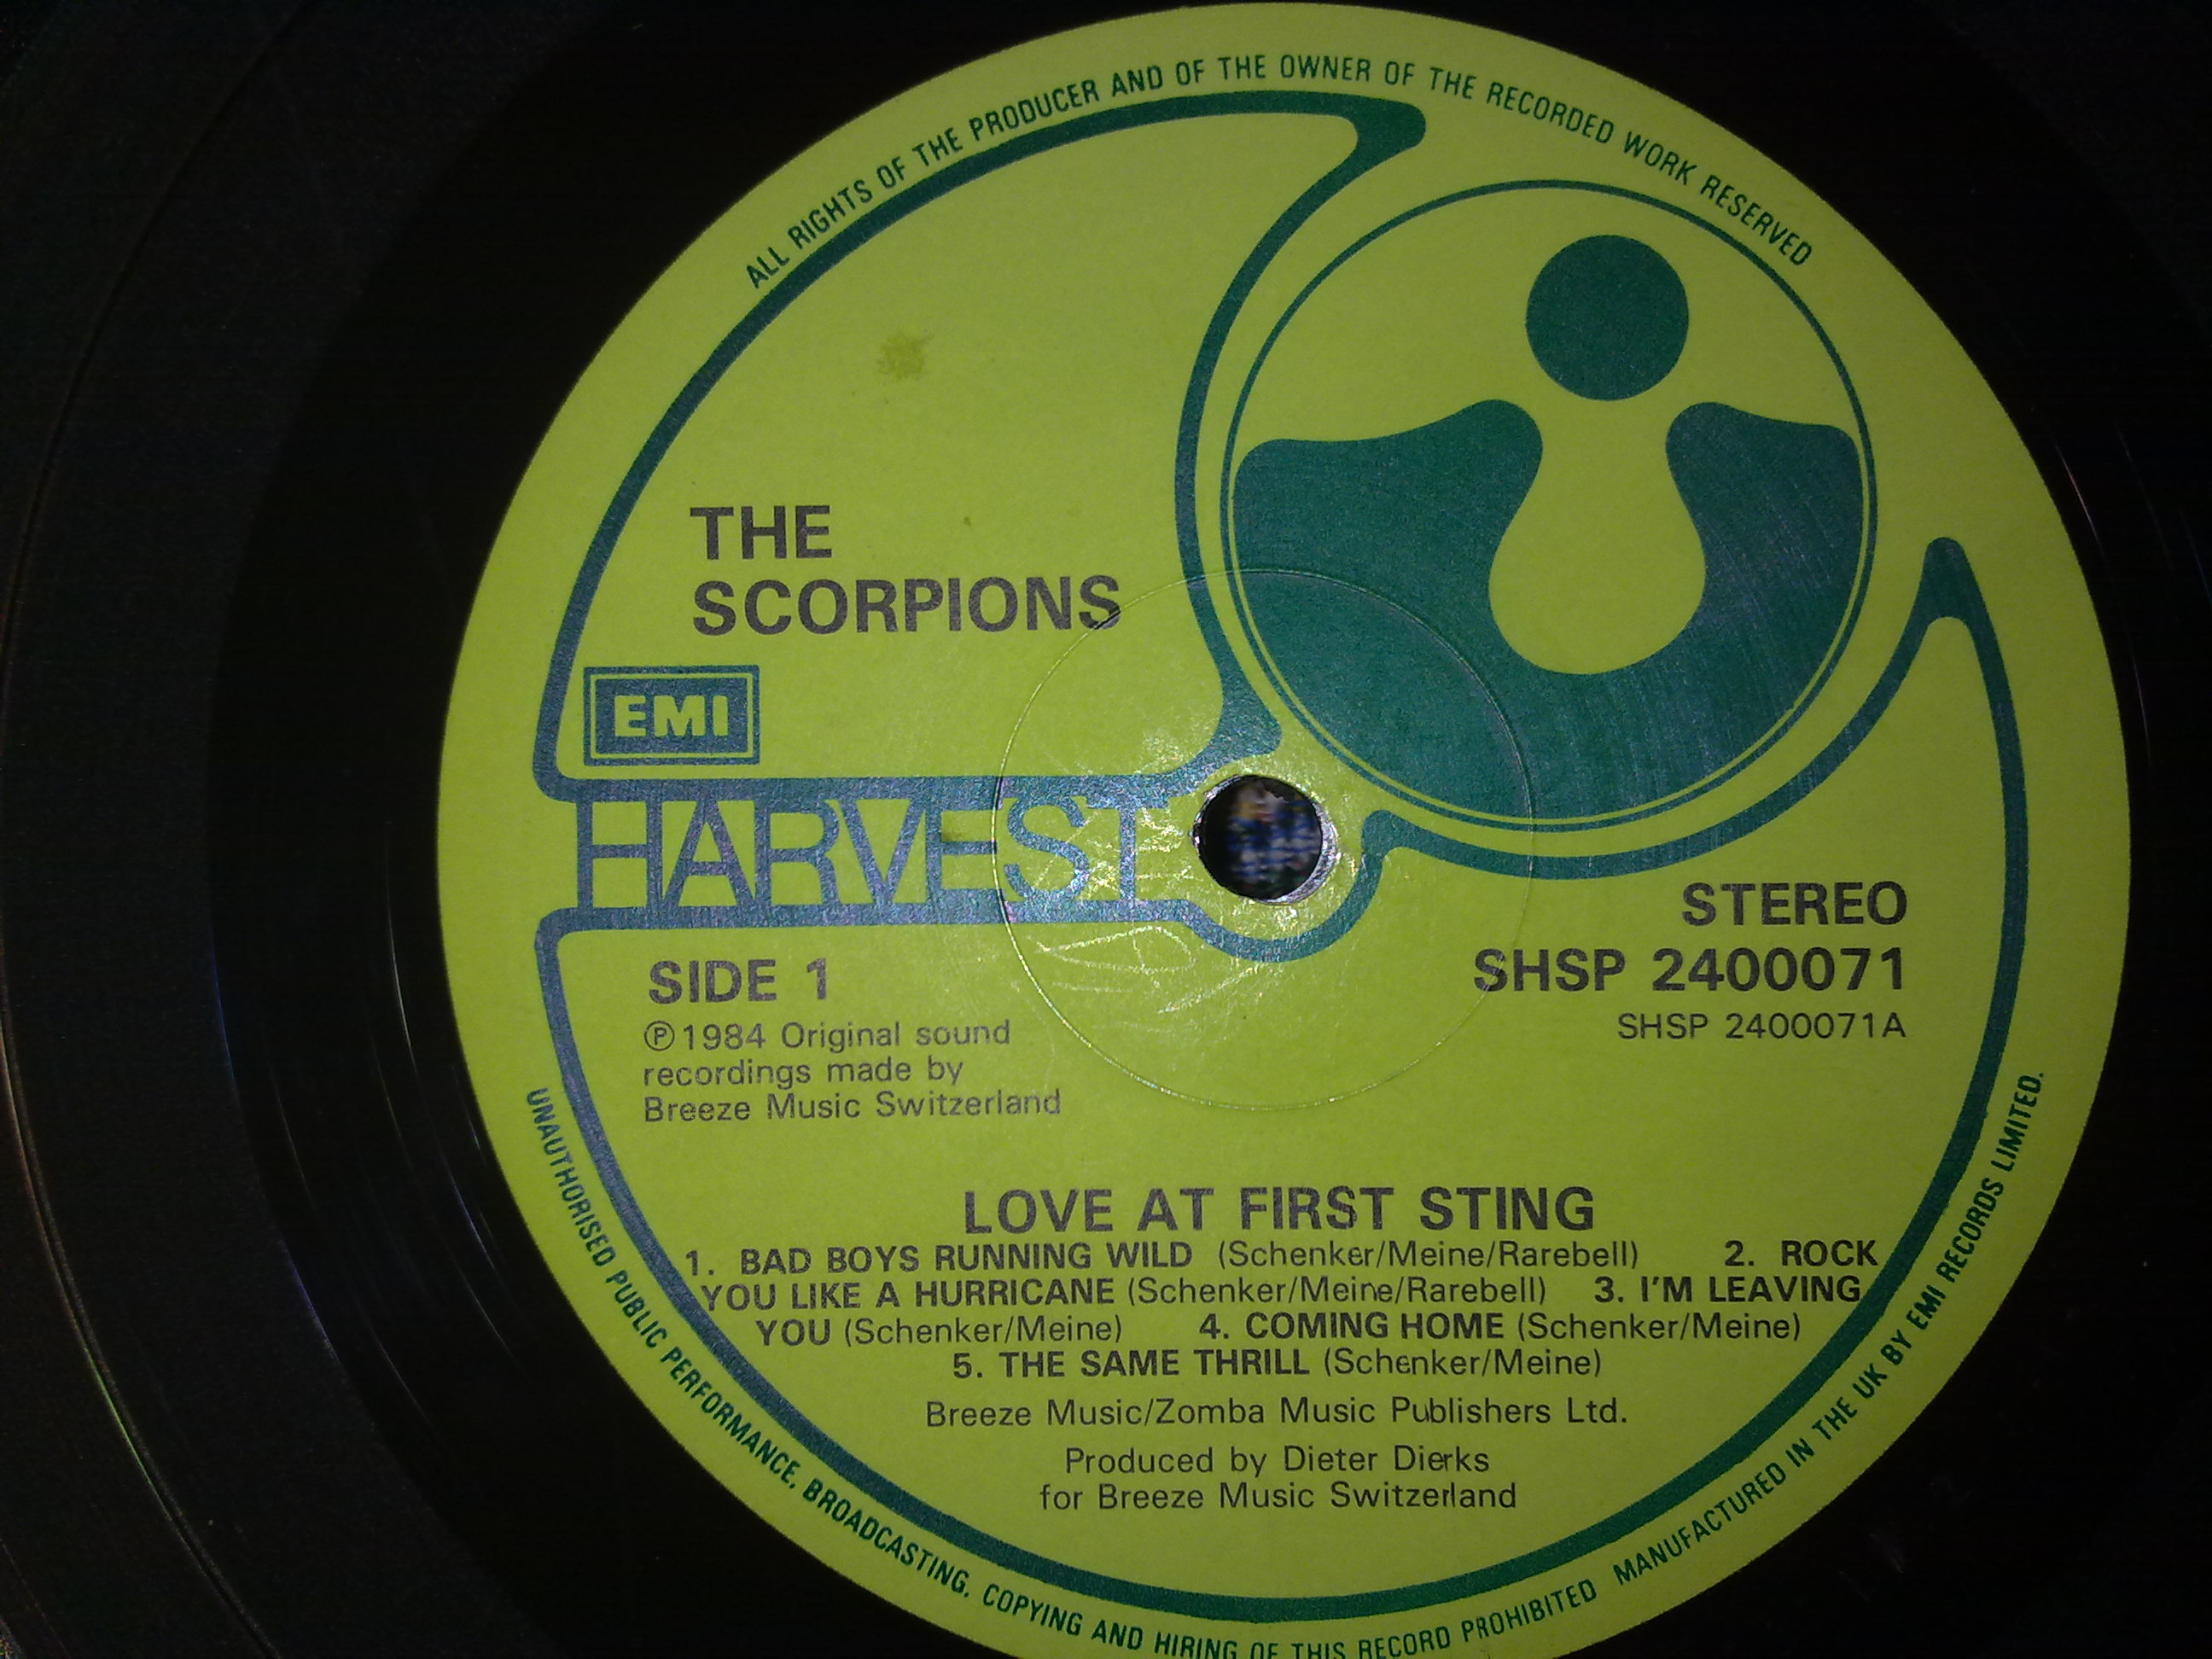 ALL RIGHTS OF THE PRODUCER AND OF THE OWNER OF THE RECORDED WORK RESERVED
THE
SCORPIONS
EMI
HARVEST
STEREO
SHSP 2400071
SHSP 2400071A
SIDE 1
Ⓟ1984 Original sound
recordings made by
Breeze Music Switzerland
LOVE AT FIRST STING
1. BAD BOYS RUNNING WILD (Schenker/Meine/Rarebell) 2. ROCK
YOU LIKE A HURRICANE (Schenker/Meine/Rarebell) 3. I'M LEAVING
YOU (Schenker/Meine) 4. COMING HOME (Schenker/Meine)
5. THE SAME THRILL (Schenker/Meine)
Breeze Music/Zomba Music Publishers Ltd.
Produced by Dieter Dierks
for Breeze Music Switzerland
UNAUTHORISED PUBLIC PERFORMANCE, BROADCASTING, COPYING AND HIRING OF THIS RECORD PROHIBITED MANUFACTURED IN THE UK BY EMI RECORDS LIMITED.